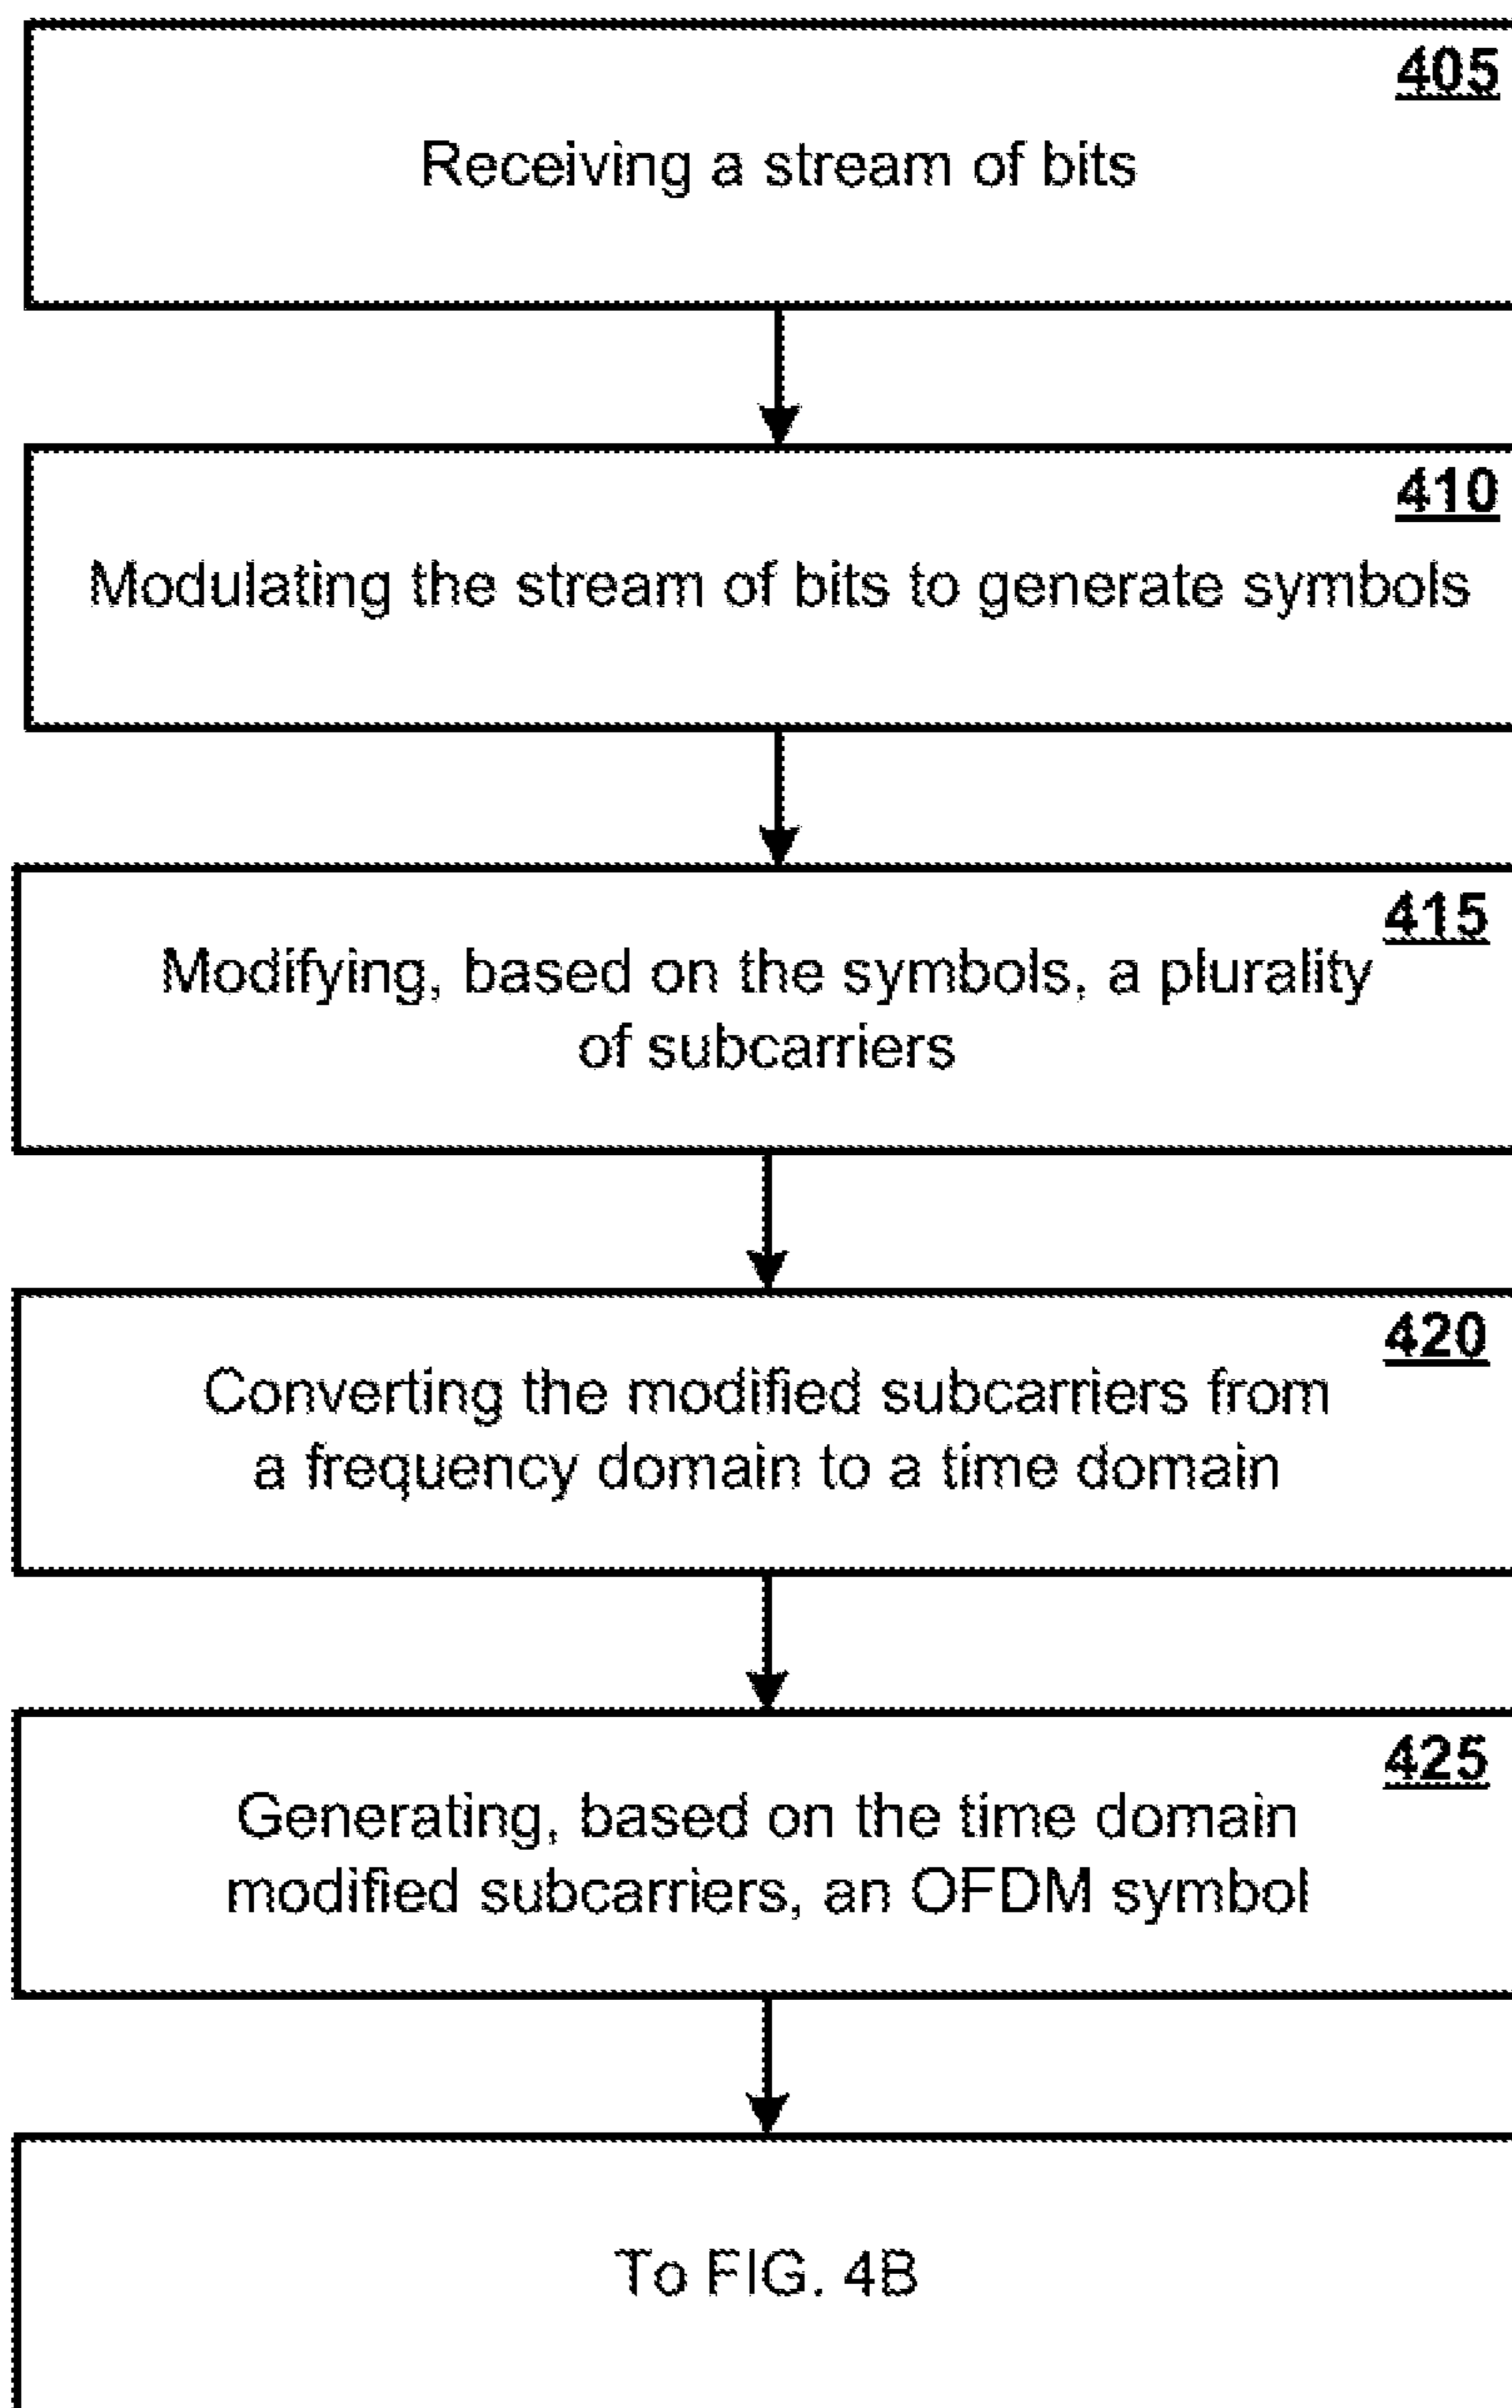 405
Receiving a stream of bits
410
Modulating the stream of bits to generate symbols
415
Modifying, based on the symbols, a plurality
of subcarriers
420
Converting the modified subcarriers from
a frequency domain to a time domain
425
Generating, based on the time domain
modified subcarriers, an OFDM symbol
To FIG. 4B